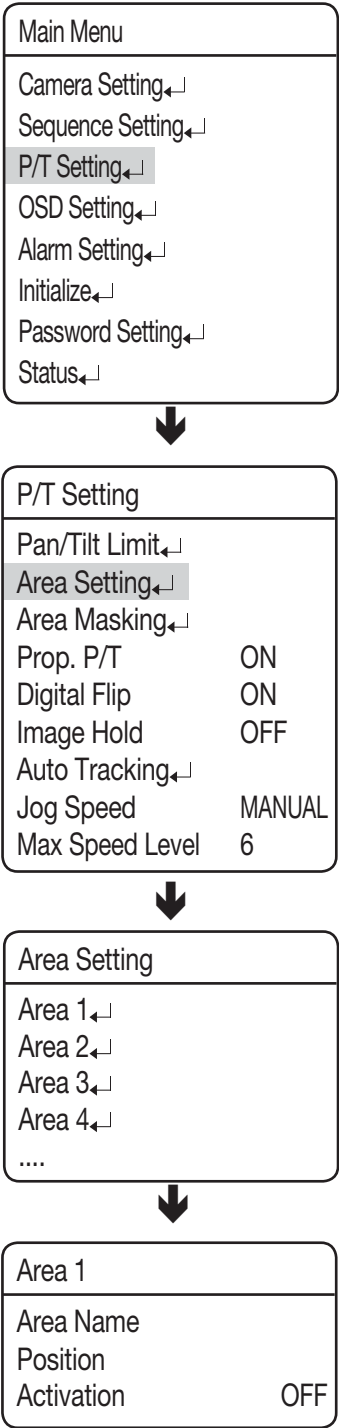 Main Menu
Camera Setting↵
Sequence Setting↵
P/T Setting↵
OSD Setting↵
Alarm Setting↵
Initialize↵
Password Setting↵
Status↵
P/T Setting
Pan/Tilt Limit↵
Area Setting↵
Area Masking↵
Prop. P/T ON
Digital Flip ON
Image Hold OFF
Auto Tracking↵
Jog Speed MANUAL
Max Speed Level 6
Area Setting
Area 1↵
Area 2↵
Area 3↵
Area 4↵
....
Area 1
Area Name
Position
Activation OFF